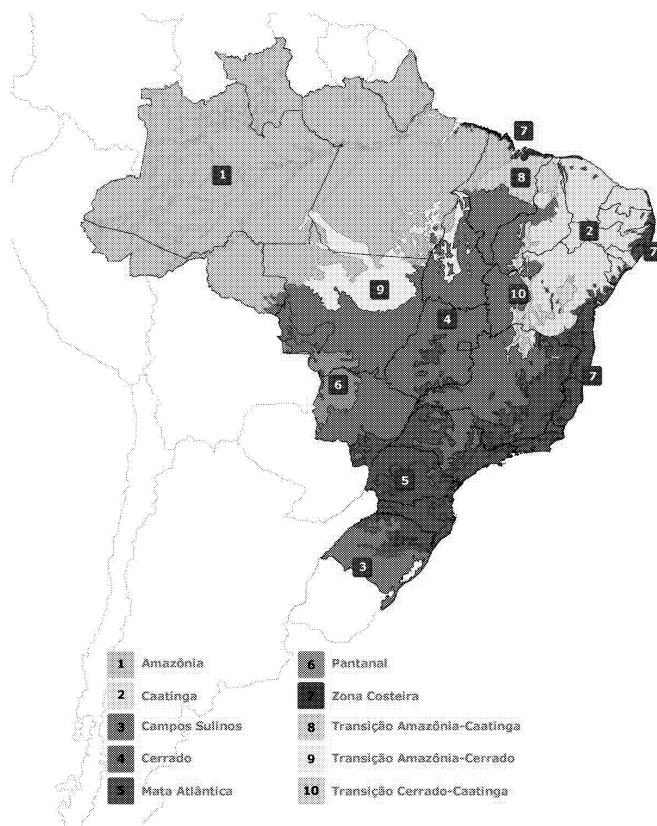 7
8
1
2
7
10
9
4
7
6
5
3
1 Amazônia
2 Caatinga
3 Campos Sulinos
4 Cerrado
5 Mata Atlântica
6 Pantanal
7 Zona Costeira
8 Transição Amazônia-Caatinga
9 Transição Amazônia-Cerrado
10 Transição Cerrado-Caatinga